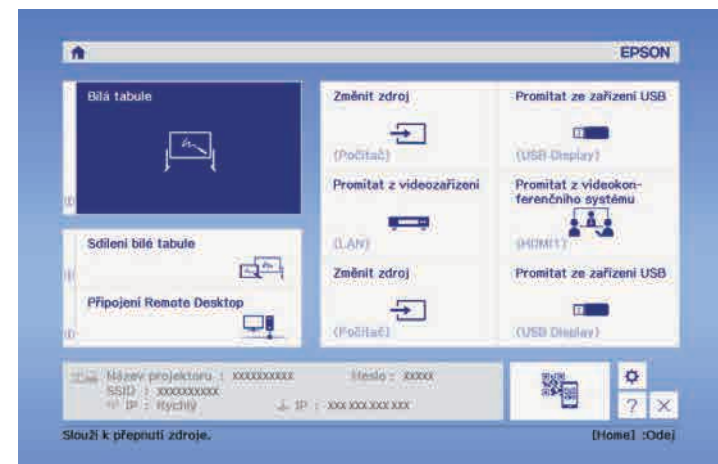 EPSON
Bílá tabule
Sdílení bílé tabule
Připojení Remote Desktop
Změnit zdroj
(Počítač)
Promítat ze zařízení USB
(USB Display)
Promítat z videozařízení
(LAN)
Promítat z videokon-
ferenčního systému
(HDMI1)
Změnit zdroj
(Počítač)
Promítat ze zařízení USB
(USB Display)
Název projektoru : xxxxxxxxxx
Heslo : xxxxx
SSID : xxxxxxxxxx
IP : Rychlý
IP : xxx xxx xxx xxx
?
Slouží k přepnutí zdroje.
[Home] :Odej